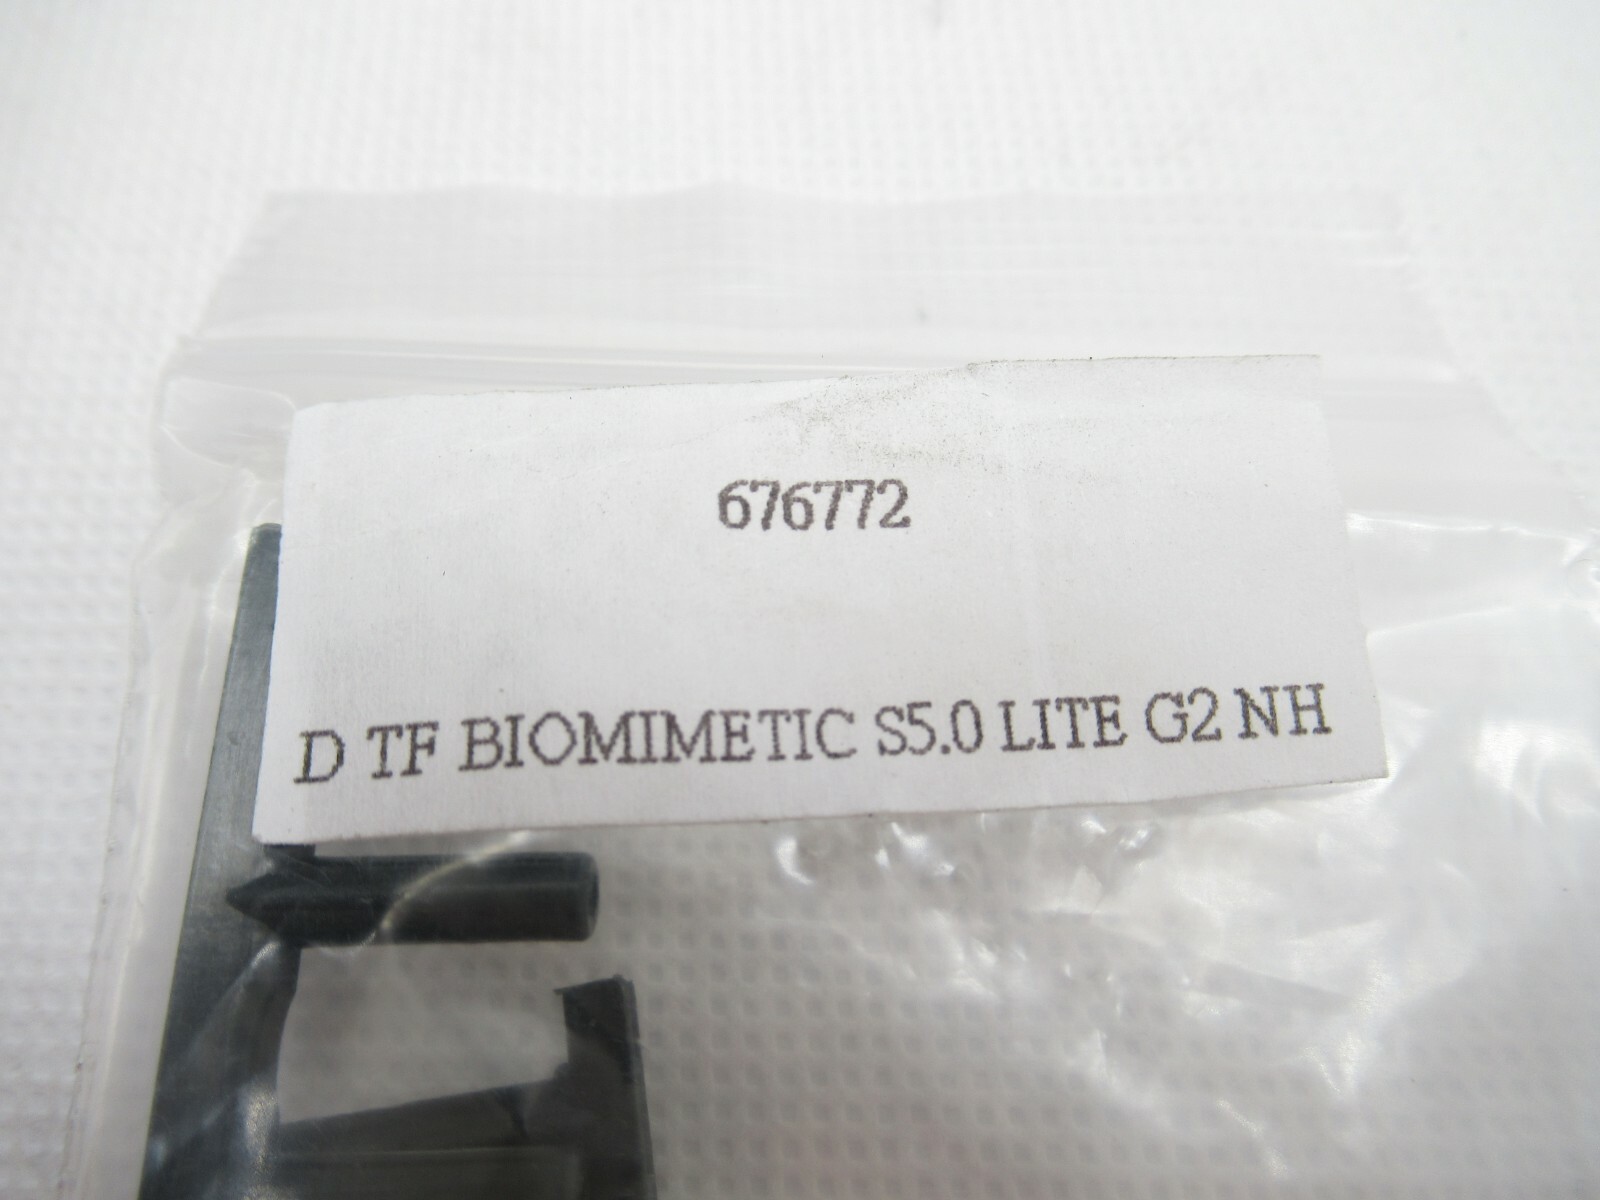 676772
D TF BIOMIMETIC S5.0 LITE G2 NH